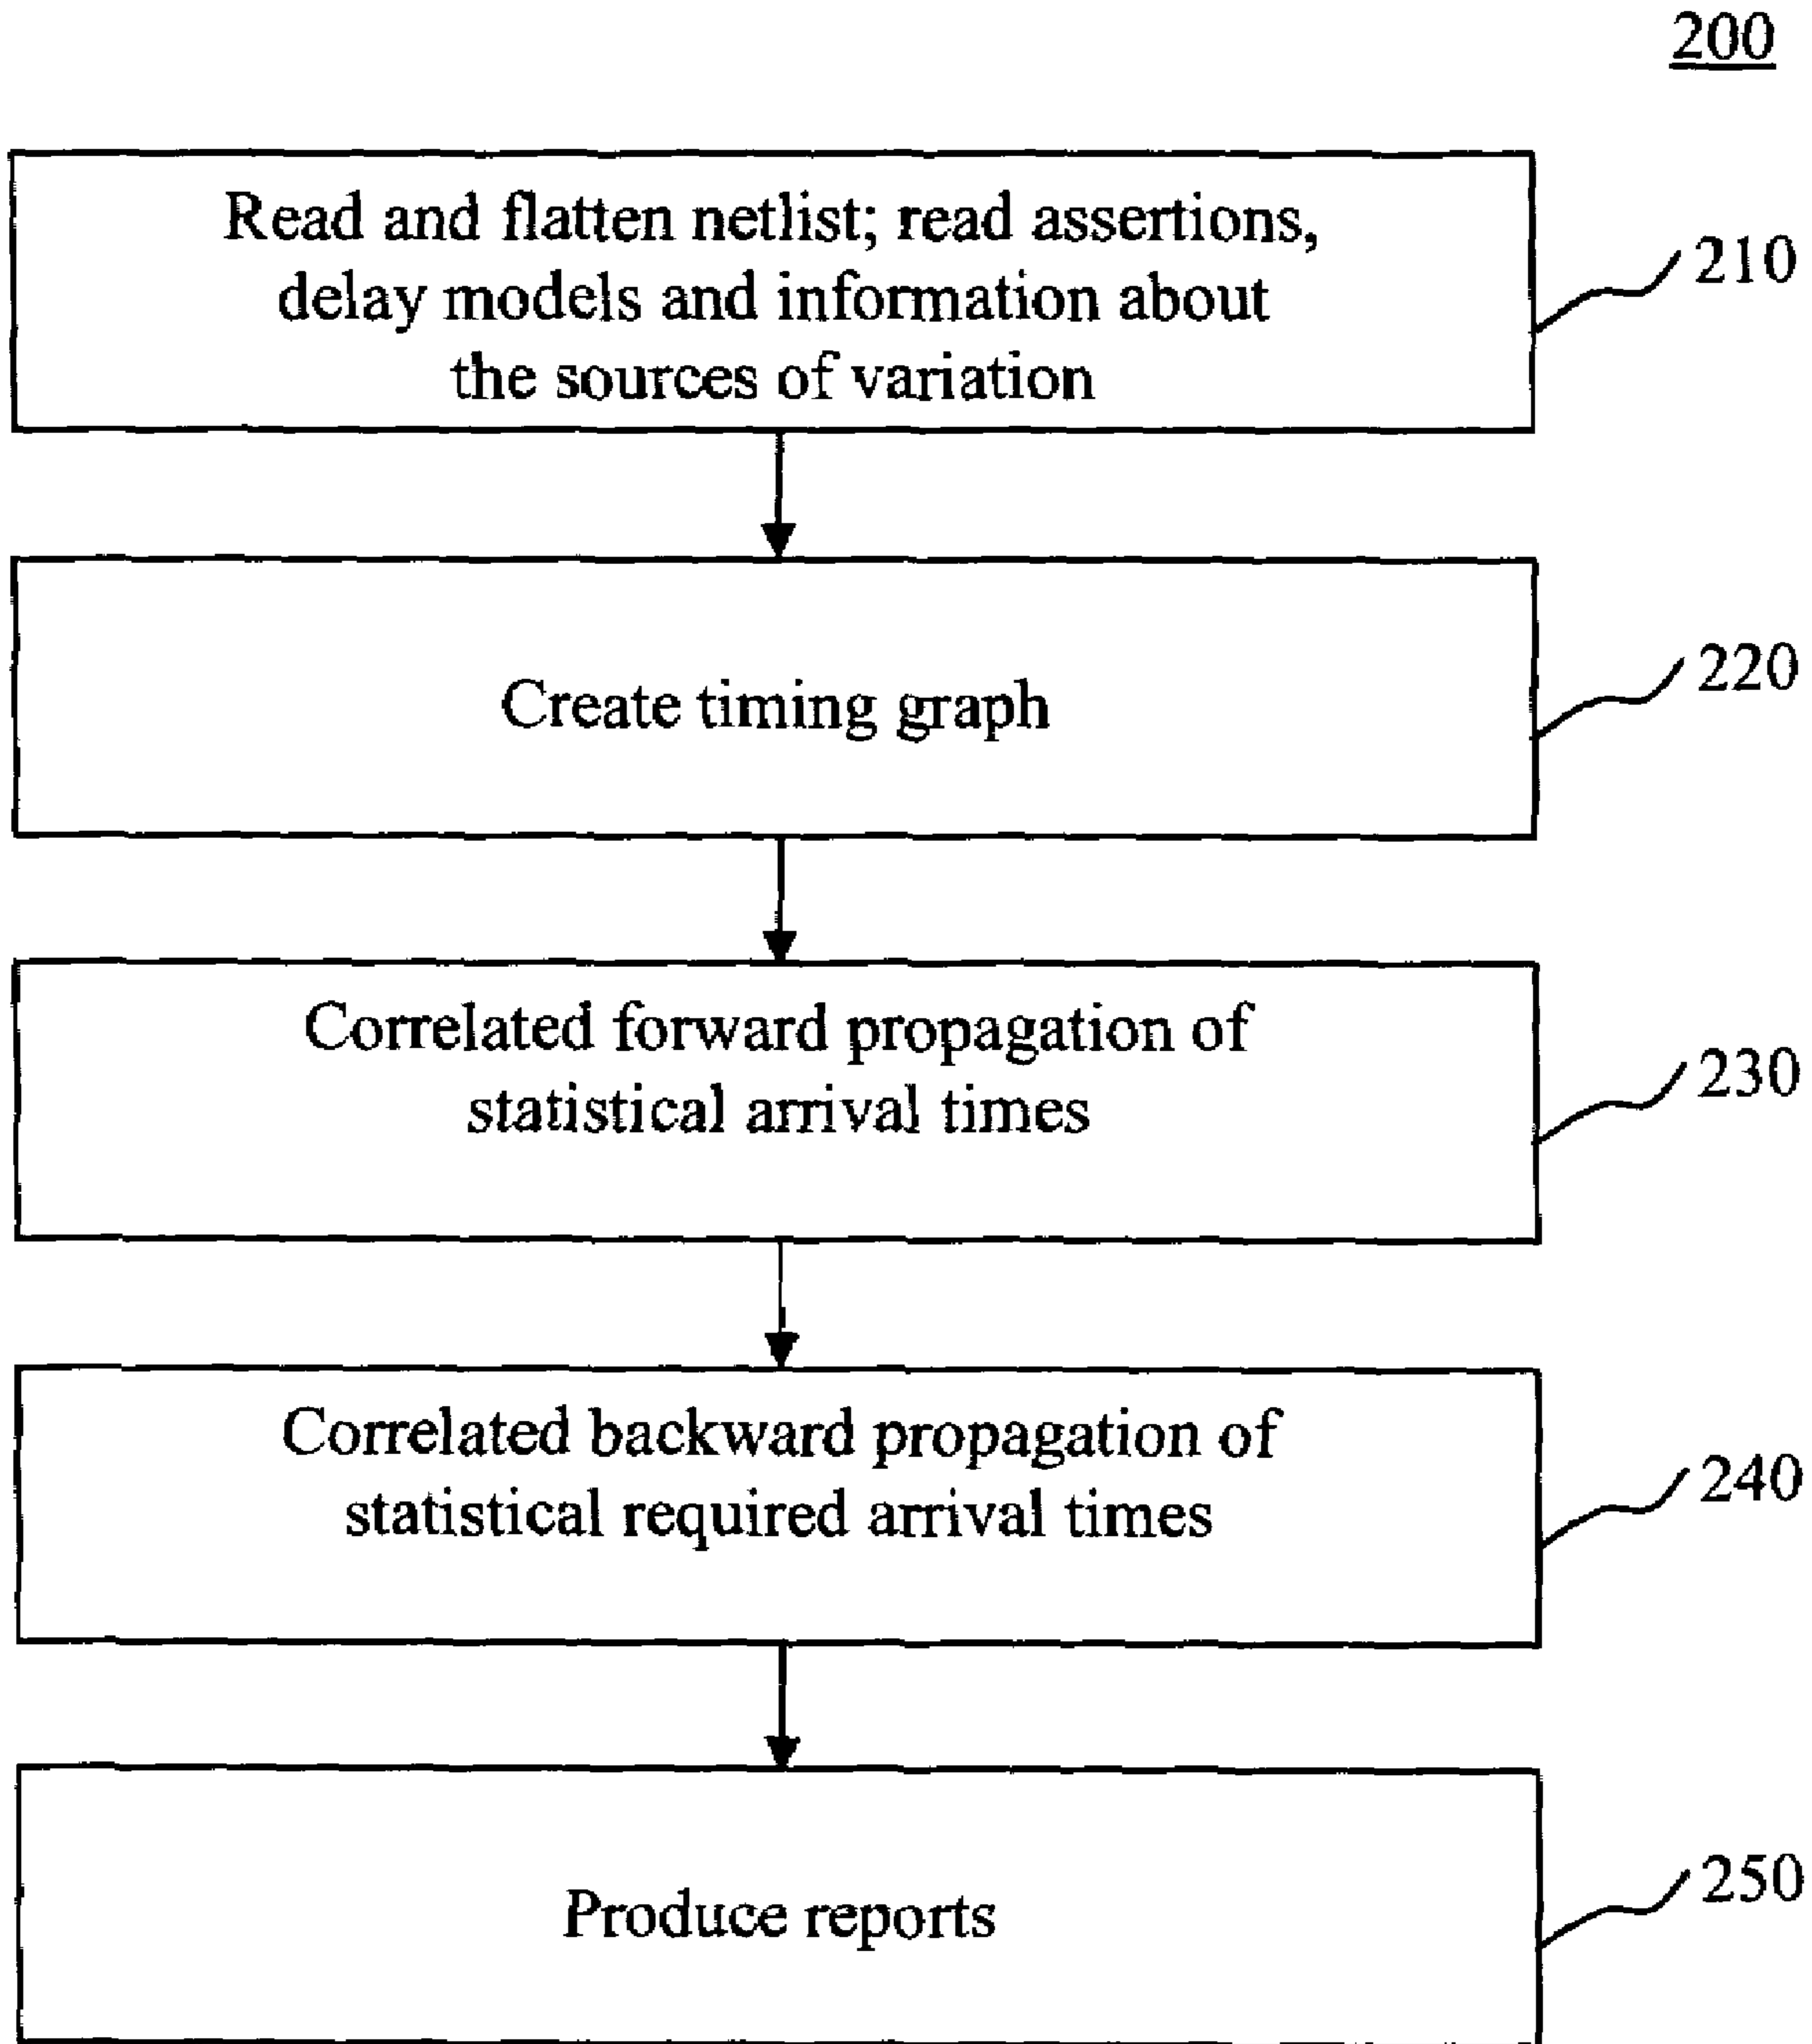 200
Read and flatten netlist; read assertions,
delay models and information about
the sources of variation
210
Create timing graph
220
Correlated forward propagation of
statistical arrival times
230
Correlated backward propagation of
statistical required arrival times
240
Produce reports
250